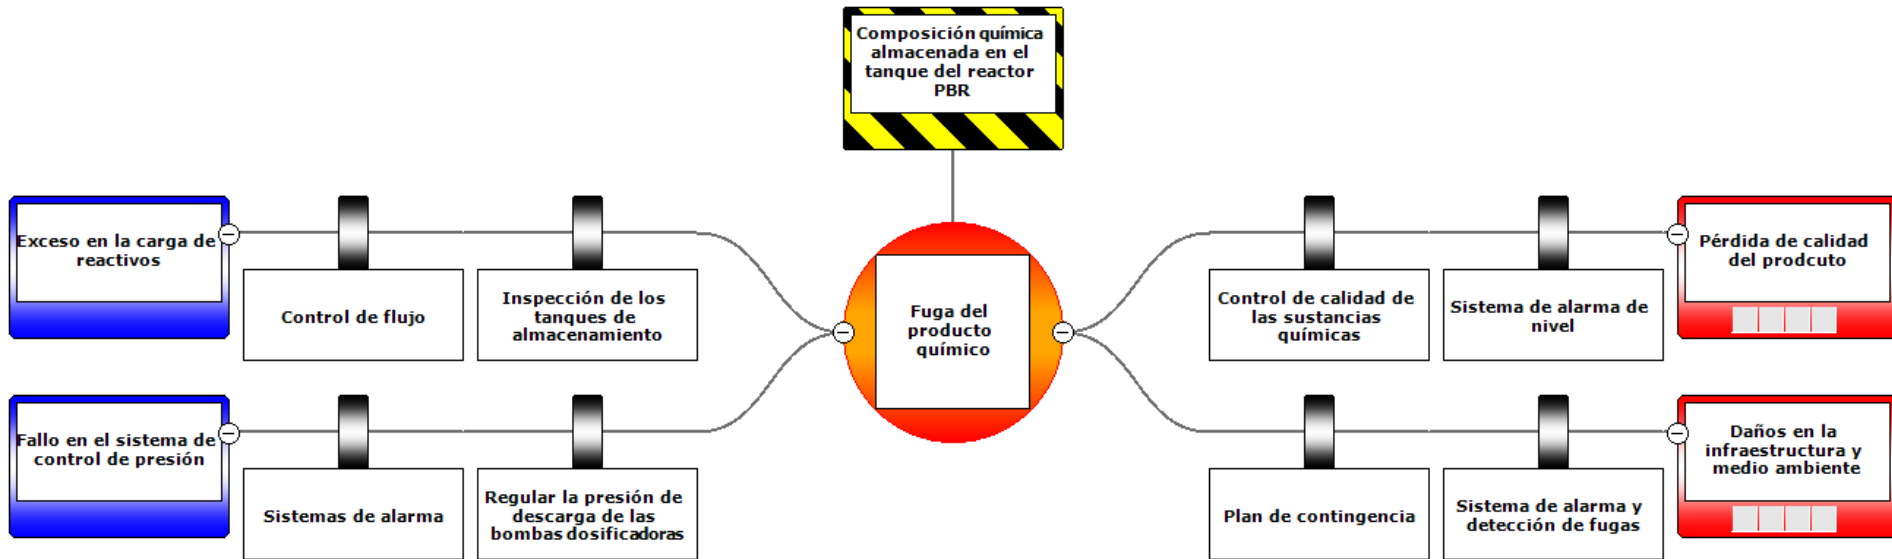 Composición química
almacenada en el
tanque del reactor
PBR
Exceso en la carga de
reactivos
Control de flujo
Inspección de los
tanques de
almacenamiento
Fuga del
producto
químico
Control de calidad de
las sustancias
químicas
Sistema de alarma de
nivel
Pérdida de calidad
del prodcuto
Fallo en el sistema de
control de presión
Sistemas de alarma
Regular la presión de
descarga de las
bombas dosificadoras
Plan de contingencia
Sistema de alarma y
detección de fugas
Daños en la
infraestructura y
medio ambiente